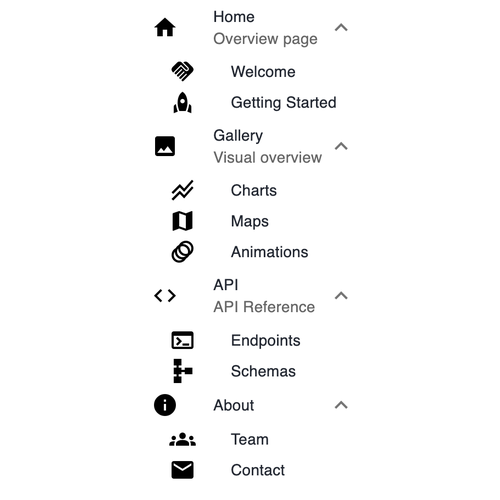 Home
Overview page
Welcome
Getting Started
Gallery
Visual overview
Charts
Maps
Animations
API
API Reference
Endpoints
Schemas
About
Team
Contact